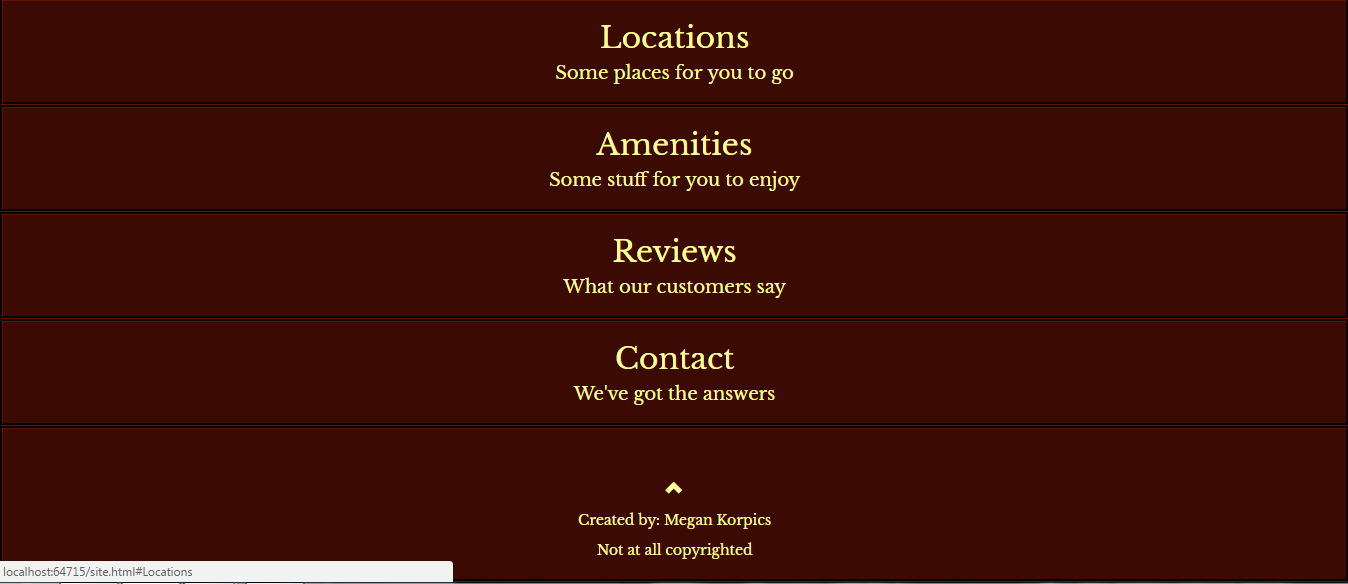 Locations
Some places for you to go
Amenities
Some stuff for you to enjoy
Reviews
What our customers say
Contact
We've got the answers
Created by: Megan Korpics
Not at all copyrighted
localhost:64715/site.html#Locations